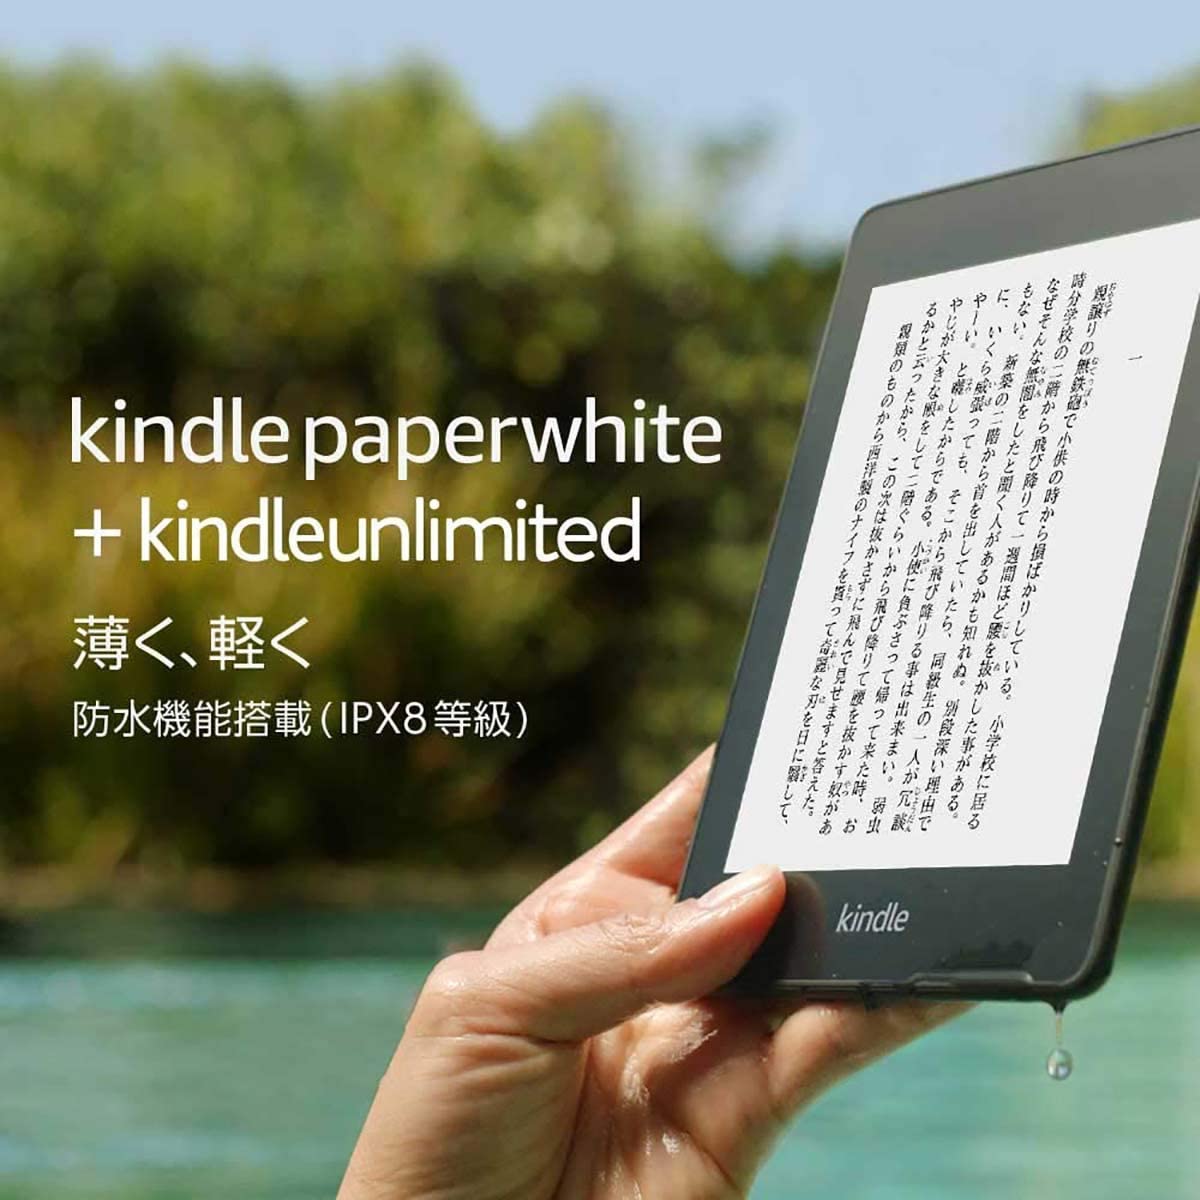 kindle paperwhite
+ kindleunlimited
薄く、軽く
防水機能搭載(IPX8等級)
一
親譲りの無鉄砲で小供の時から損ばかりしている。小学校に居る
時分学校の二階から飛び降りて一週間ほど腰を抜かした事がある。
なぜそんな無闇をしたと聞く人があるかも知れぬ。別段深い理由で
もない。新築の二階から首を出していたら、同級生の一人が冗談
に、いくら威張っても、そこから飛び降りる事は出来まい。弱虫
やーい。と囃したからである。小使に負ぶさって帰って来た時、お
やじが大きな眼をして二階ぐらいから飛び降りて腰を抜かす奴があ
るかと云ったから、この次は抜かさずに飛んで見せますと答えた。
親類のものから西洋製のナイフを貰って奇麗な刃を日に翳して、
kindle